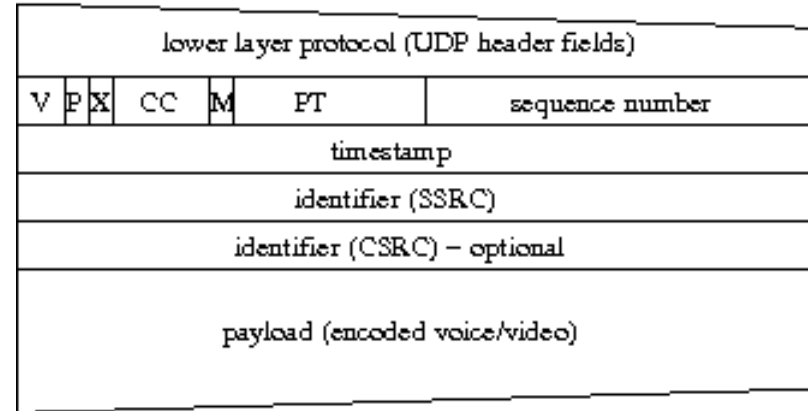 lower layer protocol (UDP header fields)
V P X CC M PT sequence number
timestamp
identifier (SSRC)
identifier (CSRC) – optional
payload (encoded voice/video)